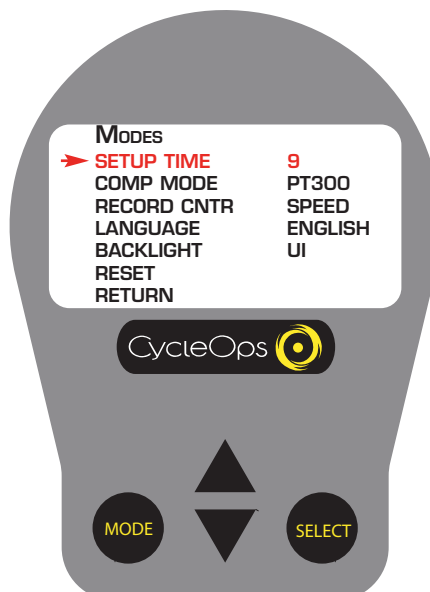 MODES
SETUP TIME 9
COMP MODE PT300
RECORD CNTR SPEED
LANGUAGE ENGLISH
BACKLIGHT UI
RESET
RETURN
CycleOps
MODE SELECT